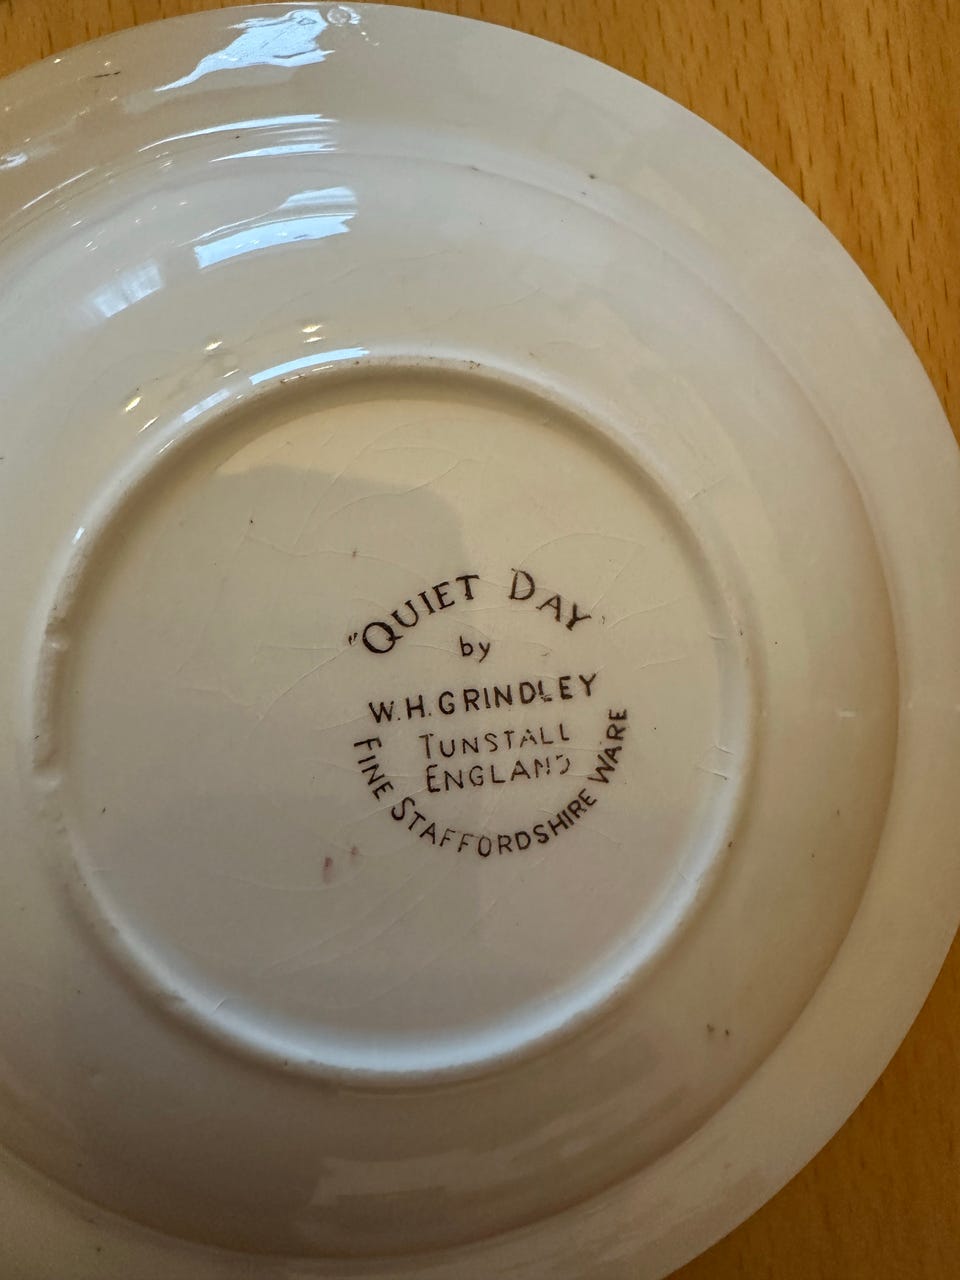 "QUIET DAY"
by
W.H. GRINDLEY
TUNSTALL
ENGLAND
FINE STAFFORDSHIRE WARE